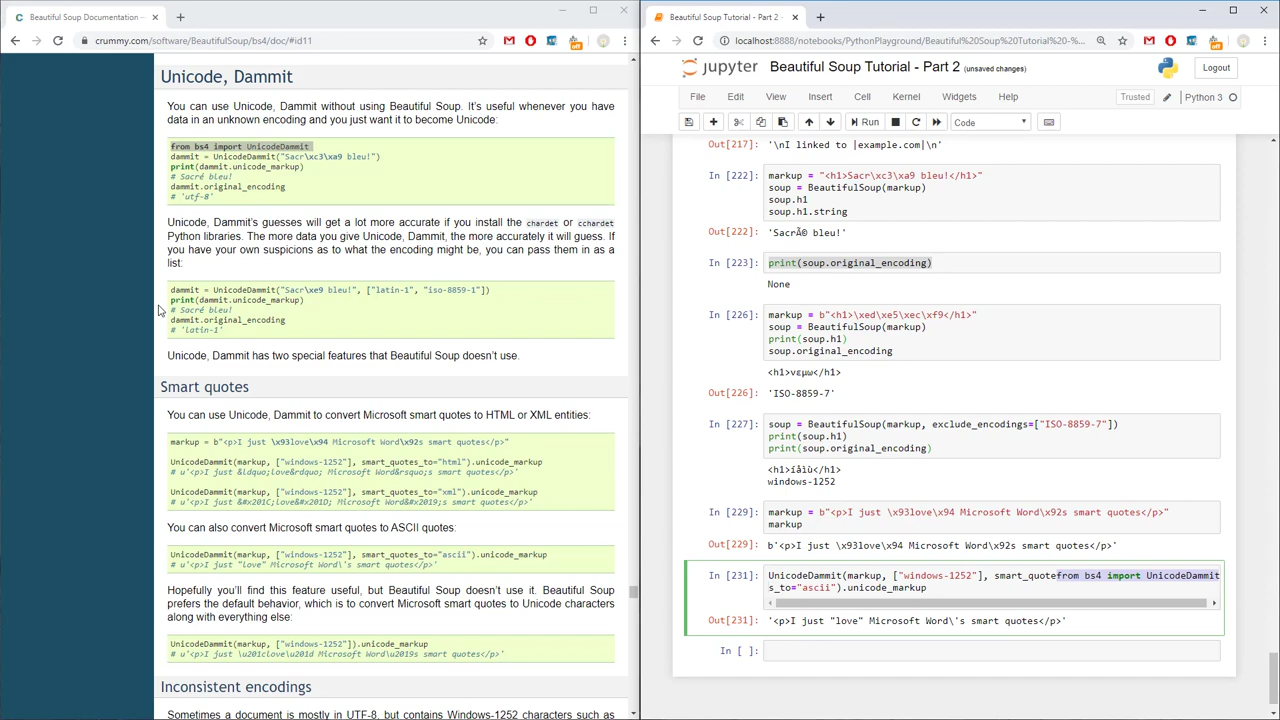 Beautiful Soup Documentation —
crummy.com/software/BeautifulSoup/bs4/doc/#id11
Unicode, Dammit
You can use Unicode, Dammit without using Beautiful Soup. It's useful whenever you have
data in an unknown encoding and you just want it to become Unicode:
from bs4 import UnicodeDammit
dammit = UnicodeDammit("Sacr\xc3\xa9 bleu!")
print(dammit.unicode_markup)
# Sacré bleu!
dammit.original_encoding
# 'utf-8'
Unicode, Dammit's guesses will get a lot more accurate if you install the chardet or cchardet
Python libraries. The more data you give Unicode, Dammit, the more accurately it will guess. If
you have your own suspicions as to what the encoding might be, you can pass them in as a
list:
dammit = UnicodeDammit("Sacr\xe9 bleu!", ["latin-1", "iso-8859-1"])
print(dammit.unicode_markup)
# Sacré bleu!
dammit.original_encoding
# 'latin-1'
Unicode, Dammit has two special features that Beautiful Soup doesn't use.
Smart quotes
You can use Unicode, Dammit to convert Microsoft smart quotes to HTML or XML entities:
markup = b"<p>I just \x93love\x94 Microsoft Word\x92s smart quotes</p>"
UnicodeDammit(markup, ["windows-1252"], smart_quotes_to="html").unicode_markup
# u'<p>I just &ldquo;love&rdquo; Microsoft Word&rsquo;s smart quotes</p>'
UnicodeDammit(markup, ["windows-1252"], smart_quotes_to="xml").unicode_markup
# u'<p>I just &#x201C;love&#x201D; Microsoft Word&#x2019;s smart quotes</p>'
You can also convert Microsoft smart quotes to ASCII quotes:
UnicodeDammit(markup, ["windows-1252"], smart_quotes_to="ascii").unicode_markup
# u'<p>I just "love" Microsoft Word\'s smart quotes</p>'
Hopefully you'll find this feature useful, but Beautiful Soup doesn't use it. Beautiful Soup
prefers the default behavior, which is to convert Microsoft smart quotes to Unicode characters
along with everything else:
UnicodeDammit(markup, ["windows-1252"]).unicode_markup
# u'<p>I just \u201clove\u201d Microsoft Word\u2019s smart quotes</p>'
Inconsistent encodings
Sometimes a document is mostly in UTF-8, but contains Windows-1252 characters such as
Beautiful Soup Tutorial - Part 2 -
localhost:8888/notebooks/PythonPlayground/Beautiful%20Soup%20Tutorial%20-%...
jupyter Beautiful Soup Tutorial - Part 2 (unsaved changes) Logout
File Edit View Insert Cell Kernel Widgets Help Trusted Python 3
Run Code
Out[217]: '\nI linked to |example.com|\n'
In [222]: markup = "<h1>Sacr\xc3\xa9 bleu!</h1>"
soup = BeautifulSoup(markup)
soup.h1
soup.h1.string
Out[222]: 'SacrÃ© bleu!'
In [223]: print(soup.original_encoding)
None
In [226]: markup = b"<h1>\xed\xe5\xec\xf9</h1>"
soup = BeautifulSoup(markup)
print(soup.h1)
soup.original_encoding
<h1>νεμω</h1>
Out[226]: 'ISO-8859-7'
In [227]: soup = BeautifulSoup(markup, exclude_encodings=["ISO-8859-7"])
print(soup.h1)
print(soup.original_encoding)
<h1>íåìù</h1>
windows-1252
In [229]: markup = b"<p>I just \x93love\x94 Microsoft Word\x92s smart quotes</p>"
markup
Out[229]: b'<p>I just \x93love\x94 Microsoft Word\x92s smart quotes</p>'
In [231]: UnicodeDammit(markup, ["windows-1252"], smart_quotefrom bs4 import UnicodeDammit
s_to="ascii").unicode_markup
Out[231]: '<p>I just "love" Microsoft Word\'s smart quotes</p>'
In [ ]: